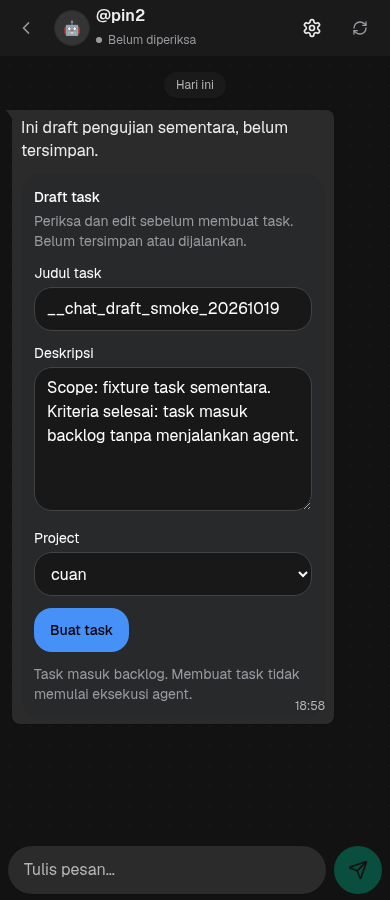 @pin2
Belum diperiksa
Hari ini
Ini draft pengujian sementara, belum
tersimpan.
Draft task
Periksa dan edit sebelum membuat task.
Belum tersimpan atau dijalankan.
Judul task
__chat_draft_smoke_20261019
Deskripsi
Scope: fixture task sementara.
Kriteria selesai: task masuk
backlog tanpa menjalankan agent.
Project
cuan
Buat task
Task masuk backlog. Membuat task tidak
memulai eksekusi agent.
18:58
Tulis pesan...